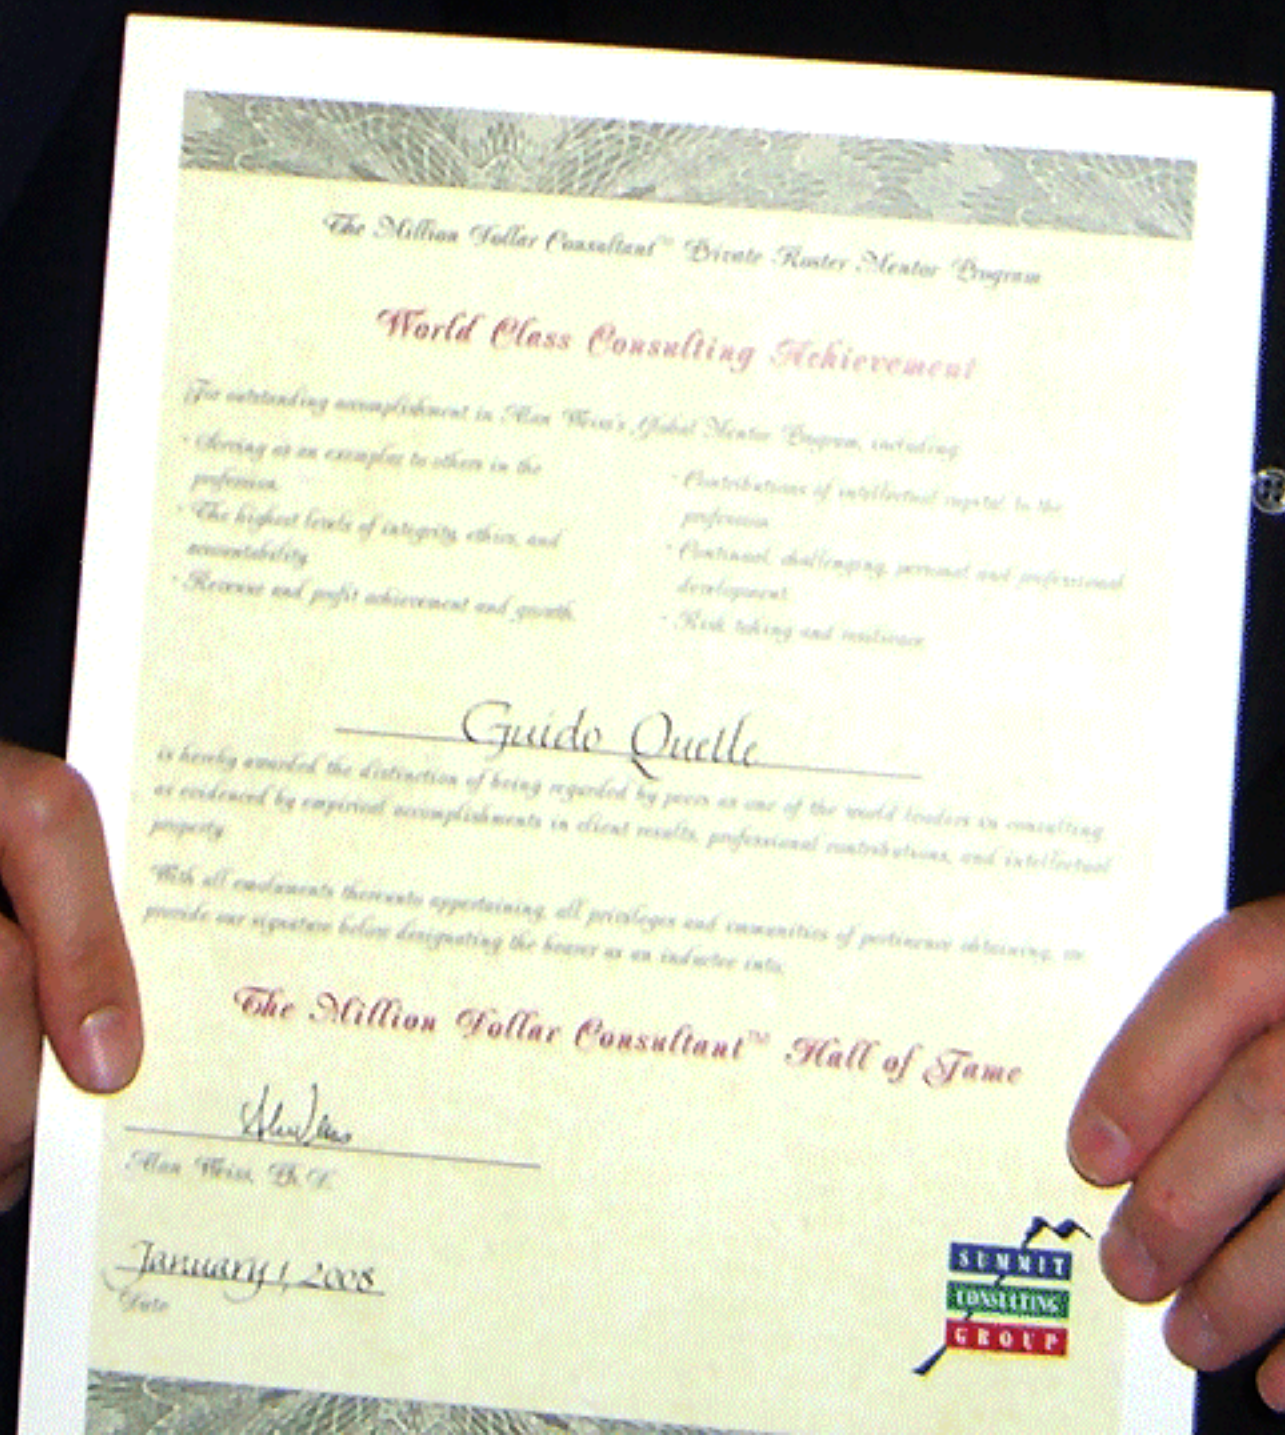 The Million Dollar Consultant™ Private Roster Mentor Program
World Class Consulting Achievement
For outstanding accomplishment in Alan Weiss's Global Mentor Program, including:
• Serving as an exemplar to others in the
profession.
• The highest levels of integrity, ethics, and
accountability.
• Revenue and profit achievement and growth.
• Contributions of intellectual capital to the
profession.
• Continual, challenging, personal and professional
development.
• Risk taking and resilience
Guido Quelle
is hereby awarded the distinction of being regarded by peers as one of the world leaders in consulting
as evidenced by empirical accomplishments in client results, professional contributions, and intellectual
property.
With all emoluments thereunto appertaining, all privileges and immunities of pertinence obtaining, we
provide our signature below designating the bearer as an inductee into:
The Million Dollar Consultant™ Hall of Fame
Alan Weiss
Alan Weiss, Ph.D.
January 1, 2008
Date
SUMMIT
CONSULTING
GROUP